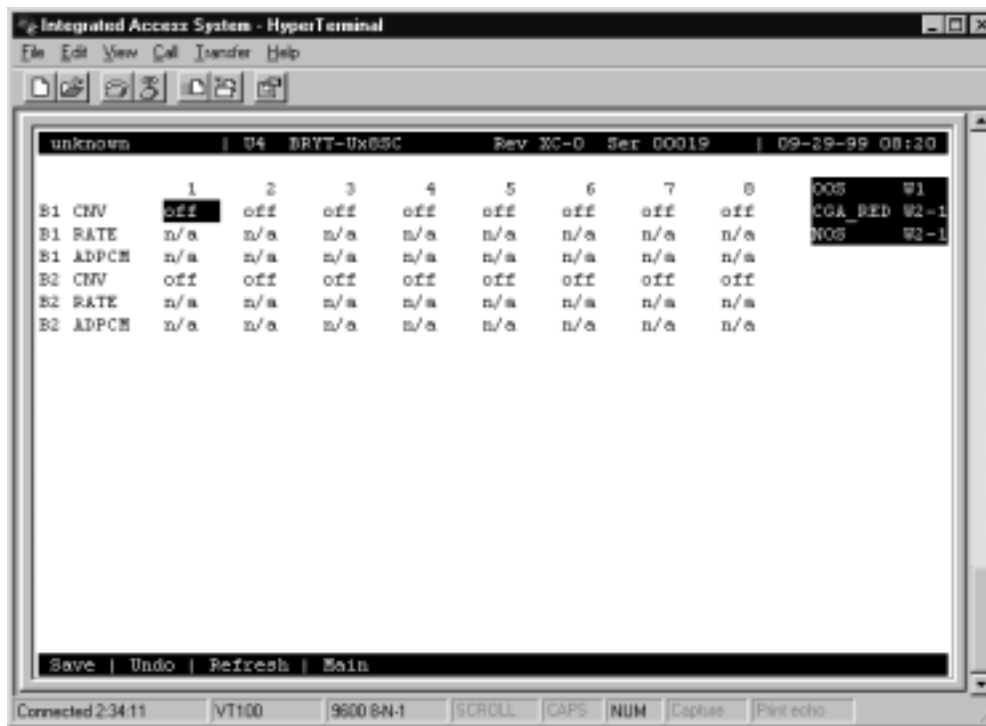 Integrated Access System - HyperTerminal
File Edit View Call Transfer Help
unknown | U4 BRYT-Ux8SC Rev XC-0 Ser 00019 | 09-29-99 08:20
1 2 3 4 5 6 7 8 OOS W1
B1 CNV off off off off off off off off CGA_RED W2-1
B1 RATE n/a n/a n/a n/a n/a n/a n/a n/a NOS W2-1
B1 ADPCM n/a n/a n/a n/a n/a n/a n/a n/a
B2 CNV off off off off off off off off
B2 RATE n/a n/a n/a n/a n/a n/a n/a n/a
B2 ADPCM n/a n/a n/a n/a n/a n/a n/a n/a
Save | Undo | Refresh | Main
Connected 2:34:11 VT100 9600 8-N-1 SCROLL CAPS NUM Capture Print echo